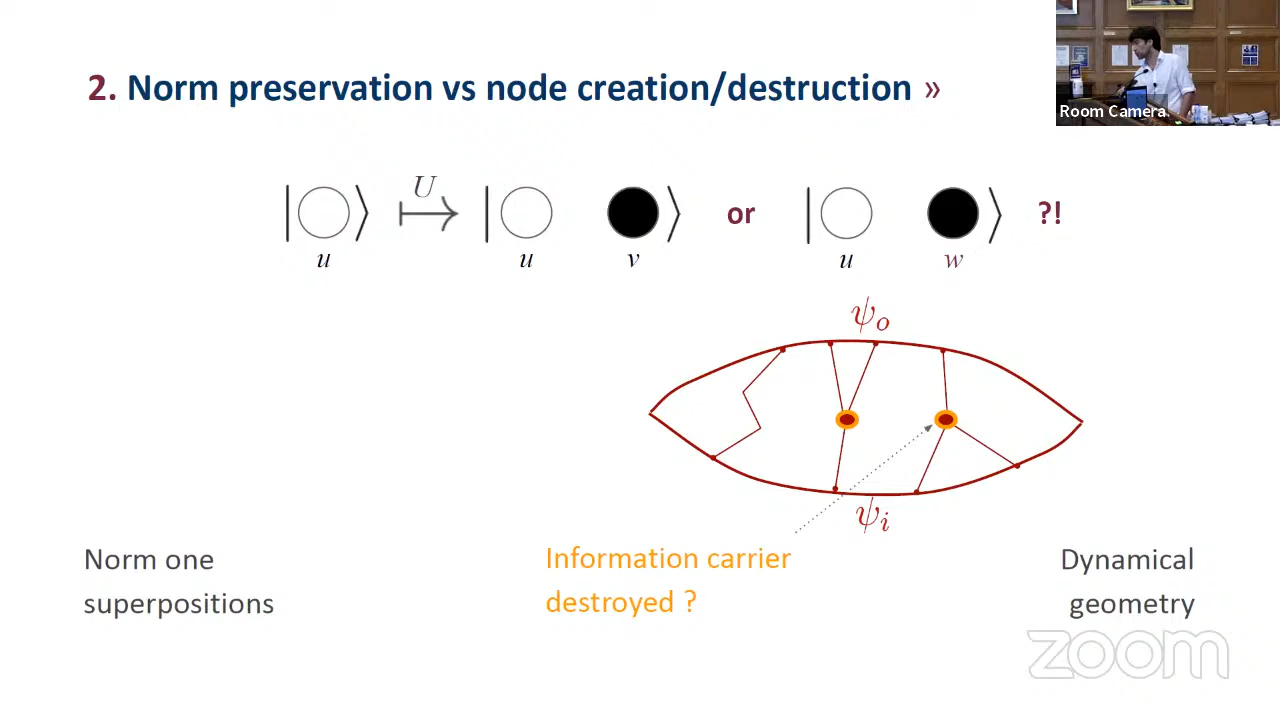 2. Norm preservation vs node creation/destruction »
Room Camera
|◯⟩ U ⟼ |◯ ●⟩ or |◯ ●⟩ ?!
u u v u w
ψo
ψi
Norm one
superpositions
Information carrier
destroyed ?
Dynamical
geometry
zoom